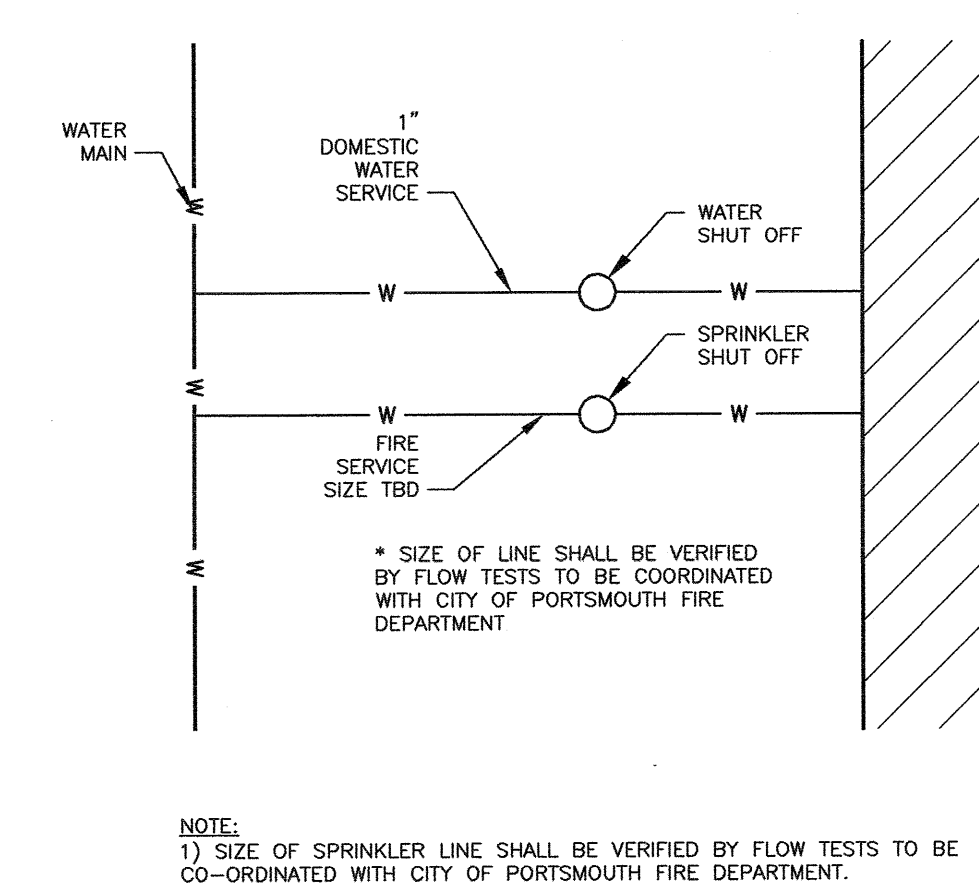 WATER
MAIN
1"
DOMESTIC
WATER
SERVICE
WATER
SHUT OFF
W
W
W
SPRINKLER
SHUT OFF
W
W
W
FIRE
SERVICE
SIZE TBD
W
* SIZE OF LINE SHALL BE VERIFIED
BY FLOW TESTS TO BE COORDINATED
WITH CITY OF PORTSMOUTH FIRE
DEPARTMENT
NOTE:
1) SIZE OF SPRINKLER LINE SHALL BE VERIFIED BY FLOW TESTS TO BE
CO-ORDINATED WITH CITY OF PORTSMOUTH FIRE DEPARTMENT.